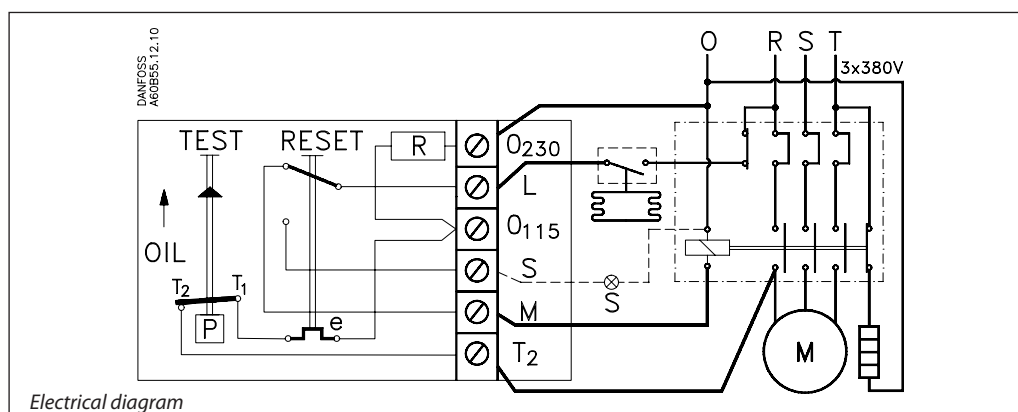 O R S T
3x380V
DANFOSS
A60B55.12.10
TEST RESET
R
O230
L
O115
OIL
S
S
T2 T1
M
P
e
T2
M
Electrical diagram